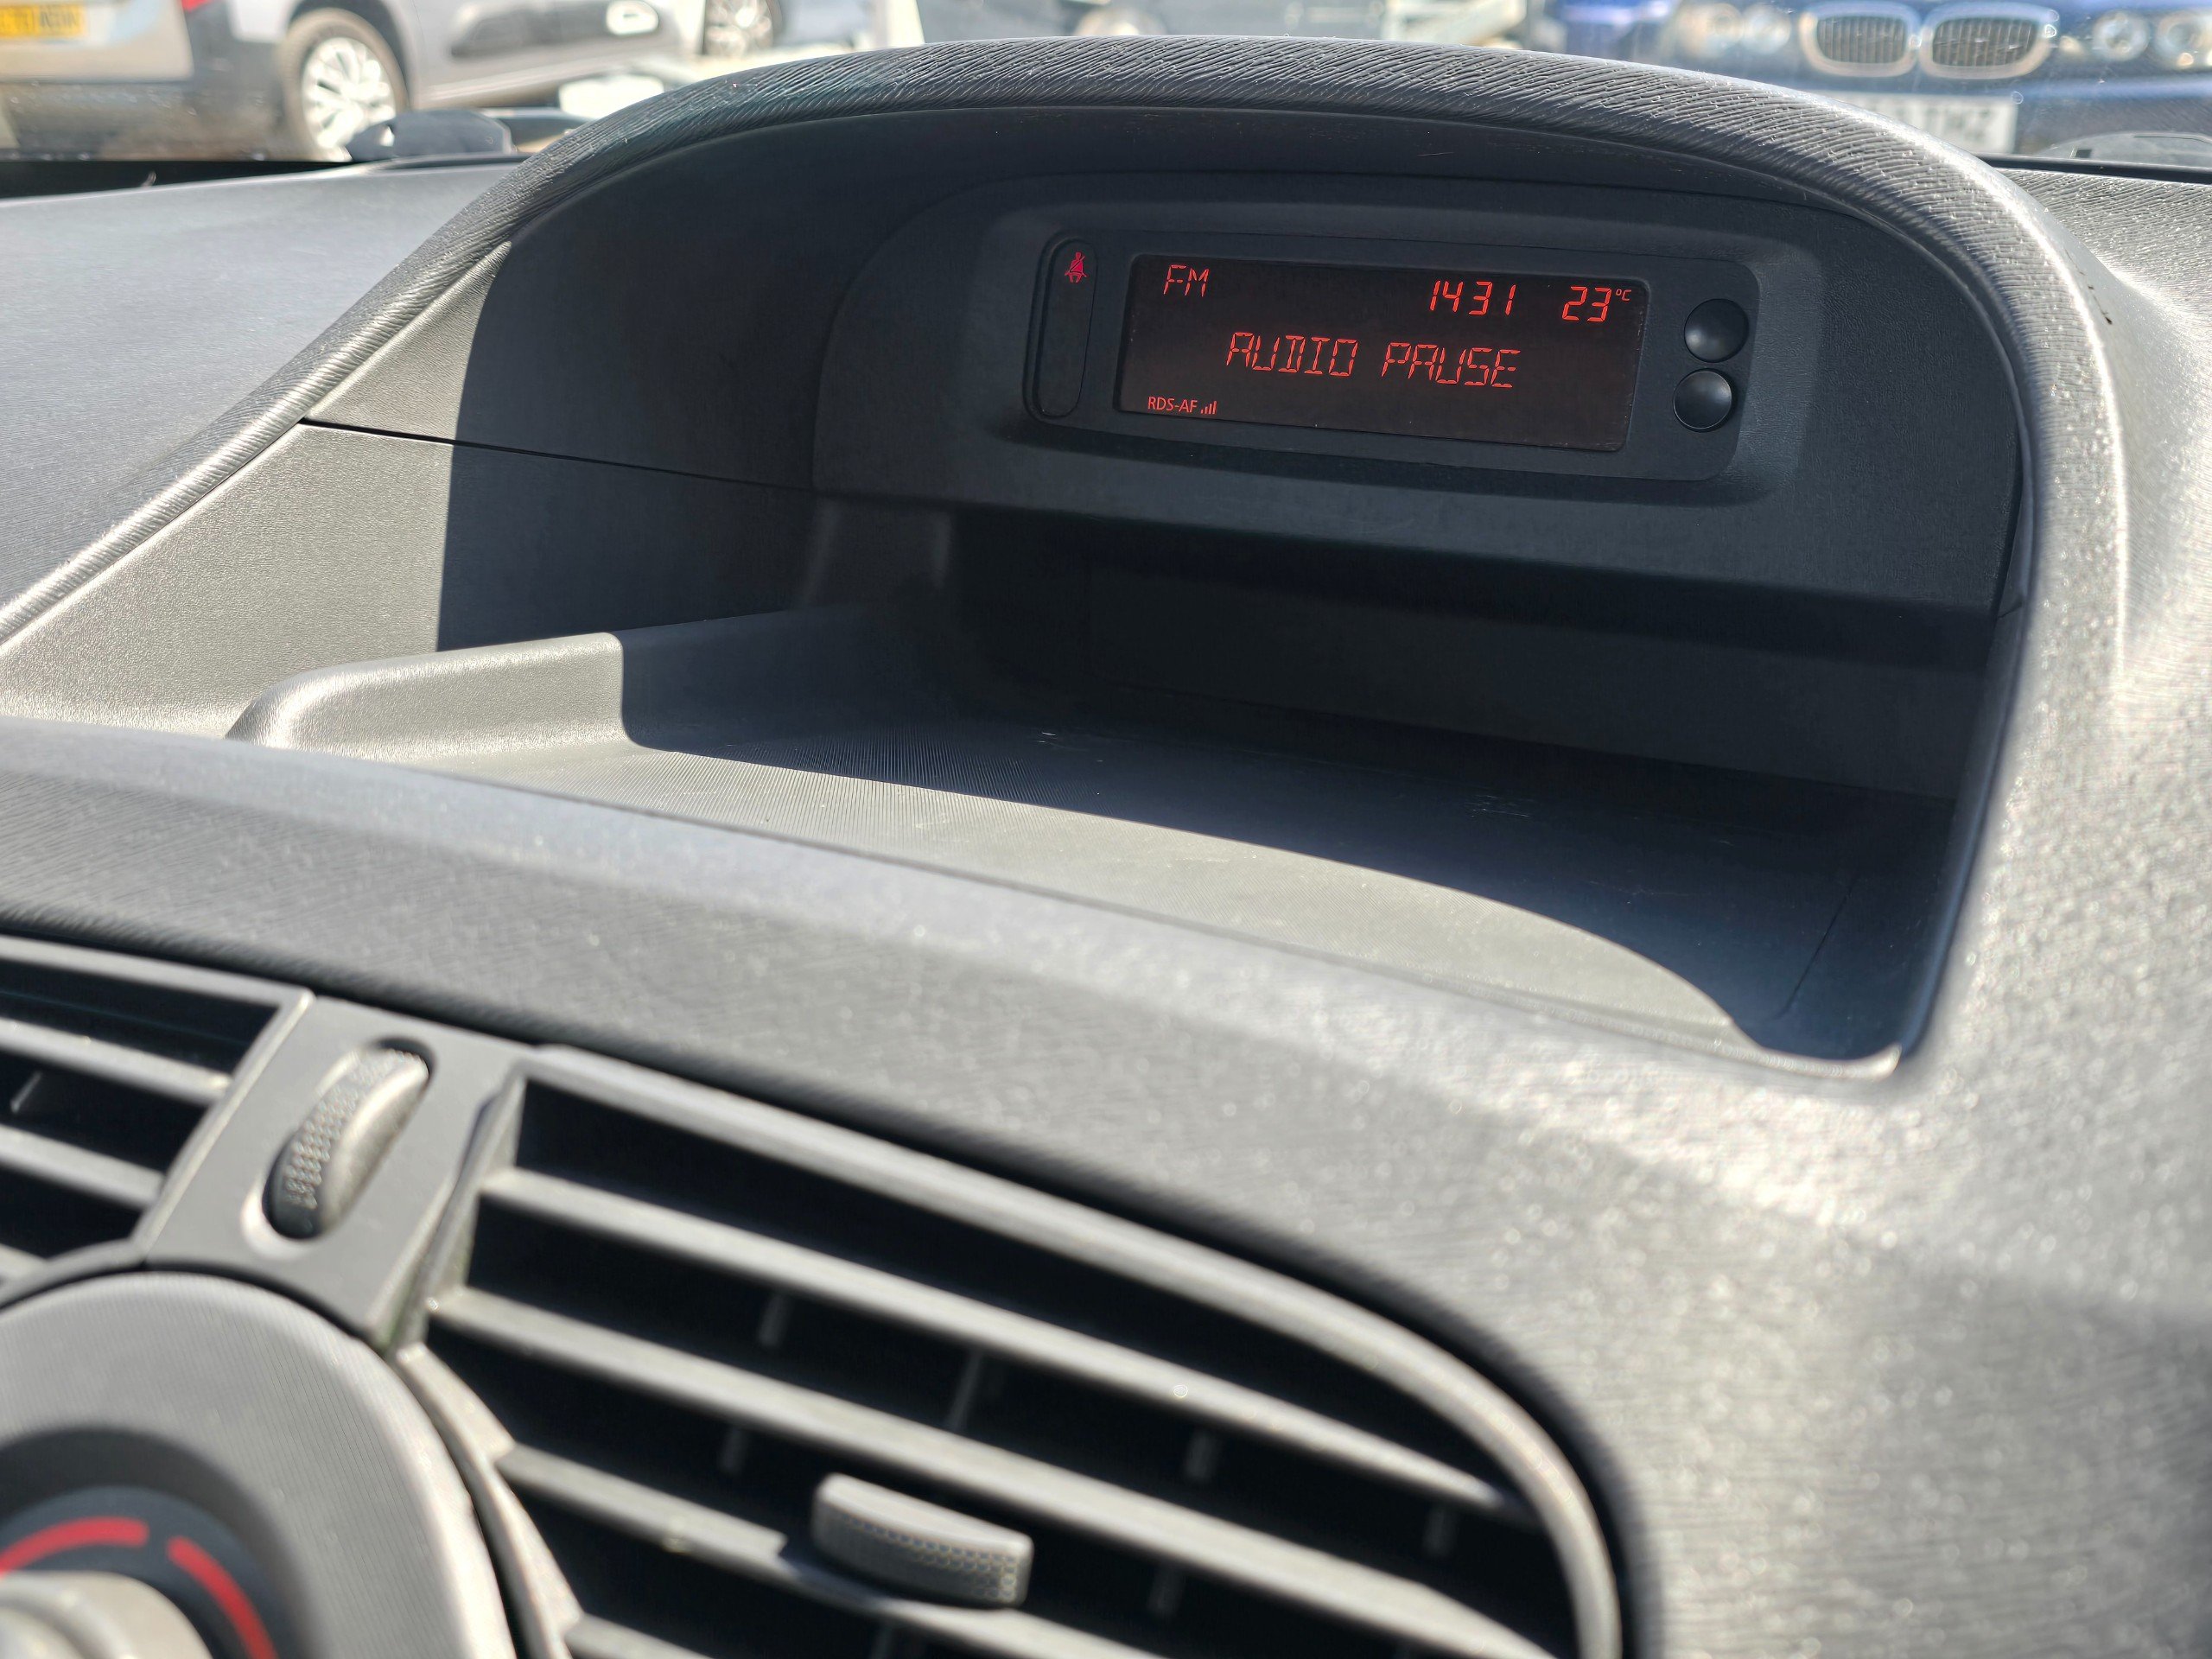 FM 1431 23°C
AUDIO PAUSE
RDS-AF